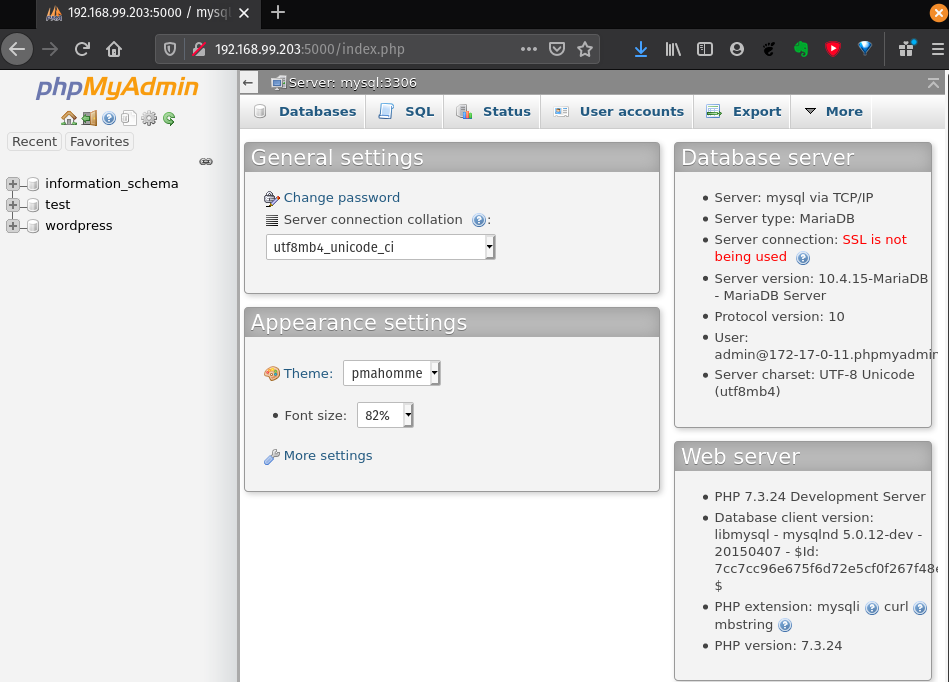 192.168.99.203:5000 / mysql
192.168.99.203:5000/index.php
phpMyAdmin
Recent Favorites
information_schema
test
wordpress
Server: mysql:3306
Databases SQL Status User accounts Export More
General settings
Change password
Server connection collation :
utf8mb4_unicode_ci
Appearance settings
Theme: pmahomme
• Font size: 82%
More settings
Database server
• Server: mysql via TCP/IP
• Server type: MariaDB
• Server connection: SSL is not
being used
• Server version: 10.4.15-MariaDB
- MariaDB Server
• Protocol version: 10
• User:
admin@172-17-0-11.phpmyadmin
• Server charset: UTF-8 Unicode
(utf8mb4)
Web server
• PHP 7.3.24 Development Server
• Database client version:
libmysql - mysqlnd 5.0.12-dev -
20150407 - $Id:
7cc7cc96e675f6d72e5cf0f267f48e
$
• PHP extension: mysqli curl
mbstring
• PHP version: 7.3.24